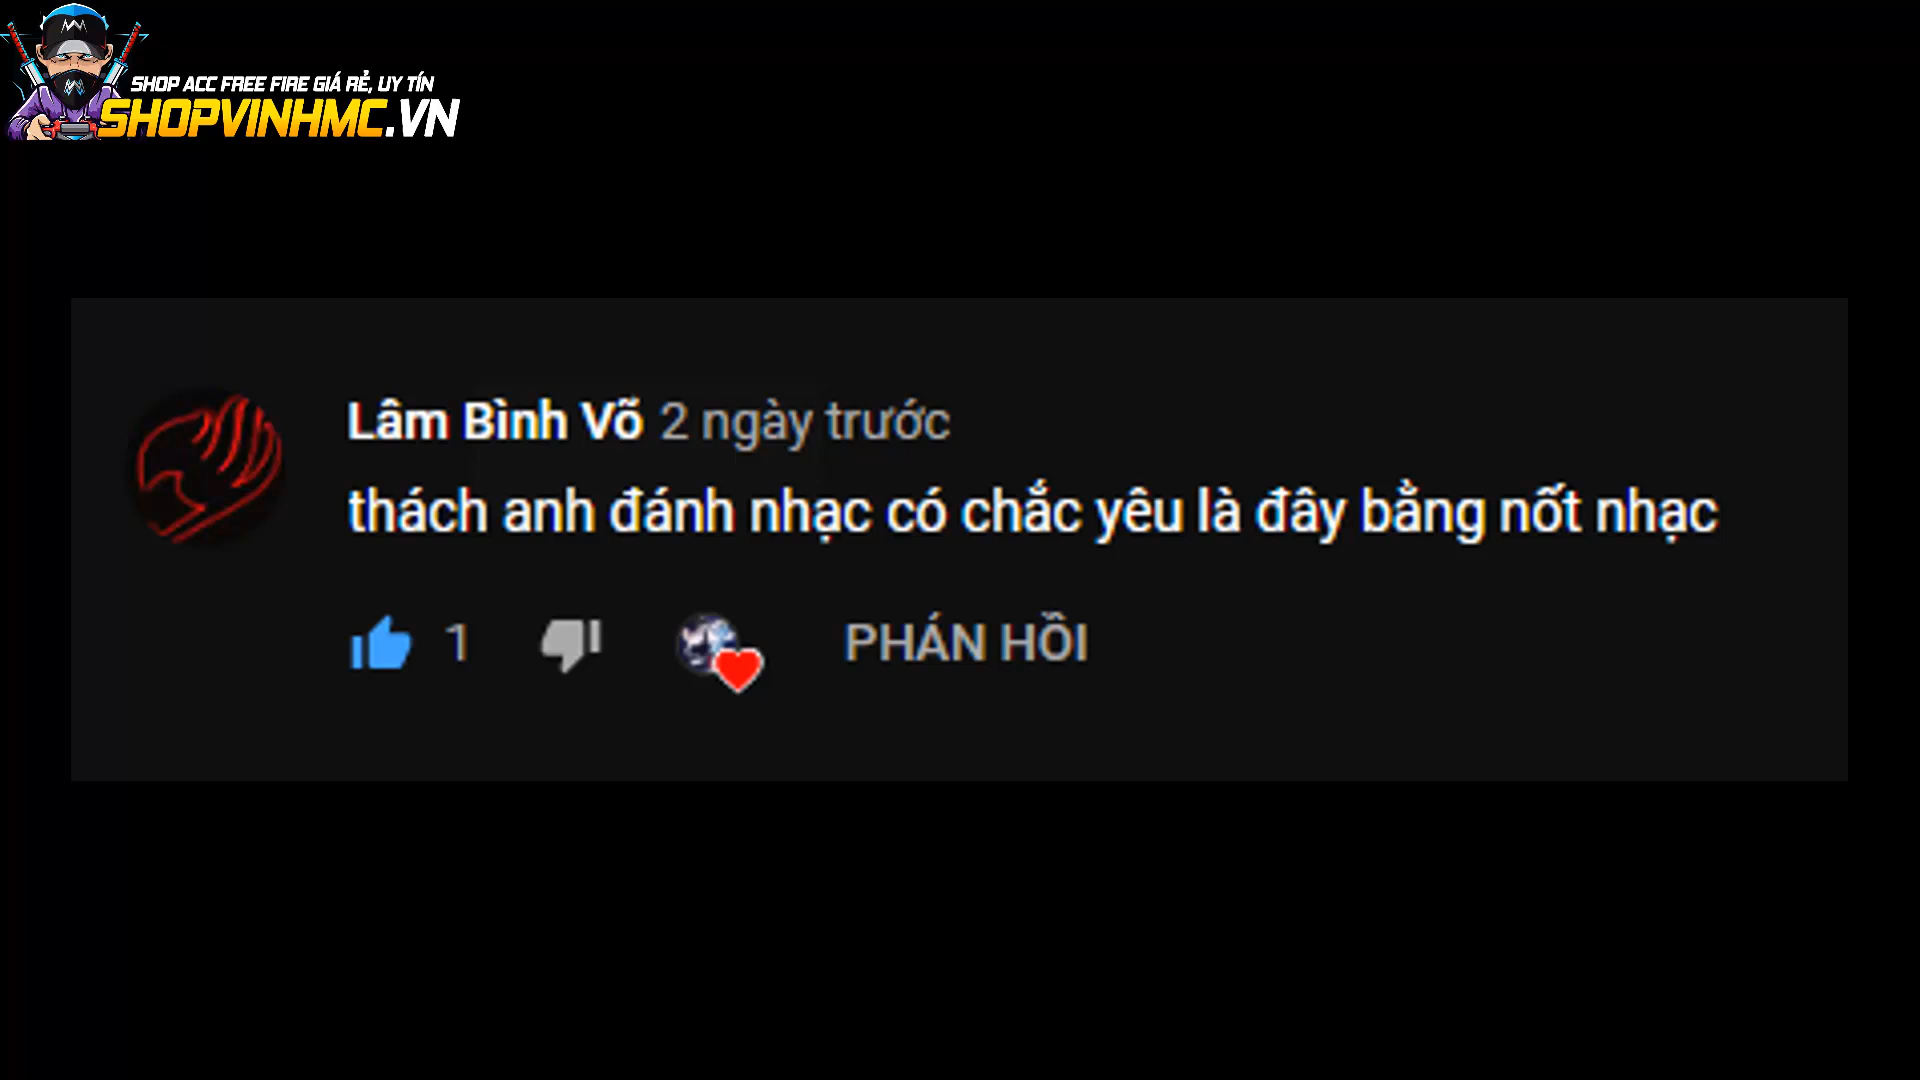 SHOP ACC FREE FIRE GIÁ RẺ, UY TÍN
SHOPVINHMC.VN
Lâm Bình Võ 2 ngày trước
thách anh đánh nhạc có chắc yêu là đây bằng nốt nhạc
1 PHẢN HỒI